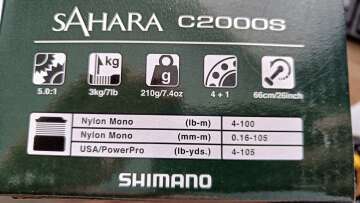 SAHARA C2000S
kg
g
5.0:1 3kg/7lb 210g/7.4oz 4 + 1 66cm/26inch
Nylon Mono (lb-m) 4-100
Nylon Mono (mm-m) 0.16-105
USA/PowerPro (lb-yds.) 4-105
SHIMANO